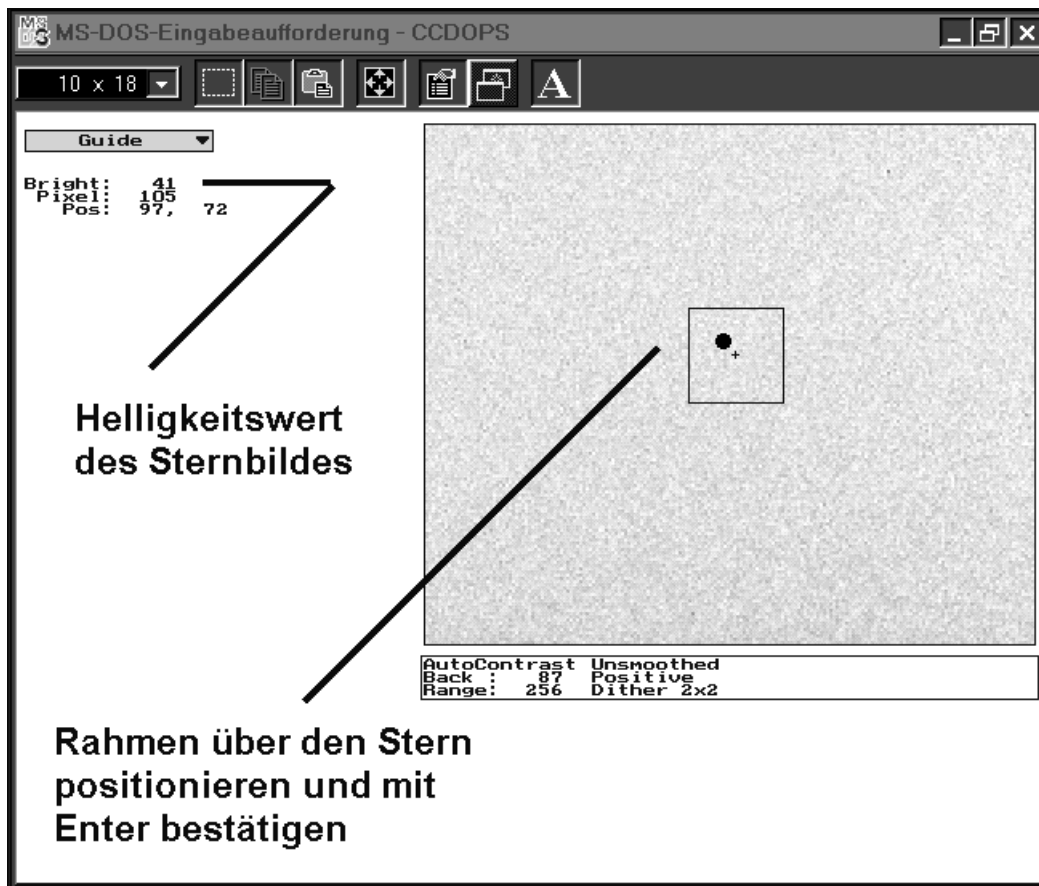 MS-DOS-Eingabeaufforderung - CCDOPS
10 x 18
A
Guide
Bright: 41
Pixel: 105
Pos: 97, 72
Helligkeitswert
des Sternbildes
AutoContrast Unsmoothed
Back : 87 Positive
Range: 256 Dither 2x2
Rahmen über den Stern
positionieren und mit
Enter bestätigen